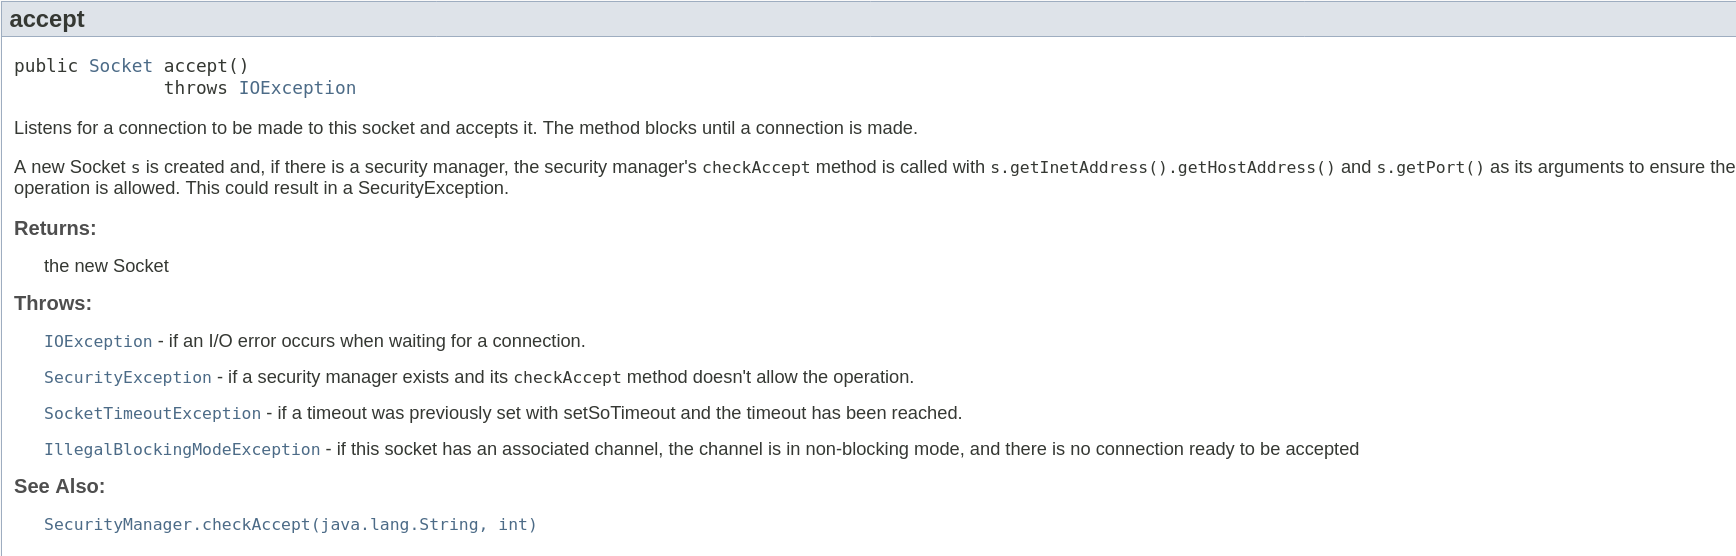 accept
public Socket accept()
throws IOException
Listens for a connection to be made to this socket and accepts it. The method blocks until a connection is made.
A new Socket s is created and, if there is a security manager, the security manager's checkAccept method is called with s.getInetAddress().getHostAddress() and s.getPort() as its arguments to ensure the
operation is allowed. This could result in a SecurityException.
Returns:
the new Socket
Throws:
IOException - if an I/O error occurs when waiting for a connection.
SecurityException - if a security manager exists and its checkAccept method doesn't allow the operation.
SocketTimeoutException - if a timeout was previously set with setSoTimeout and the timeout has been reached.
IllegalBlockingModeException - if this socket has an associated channel, the channel is in non-blocking mode, and there is no connection ready to be accepted
See Also:
SecurityManager.checkAccept(java.lang.String, int)